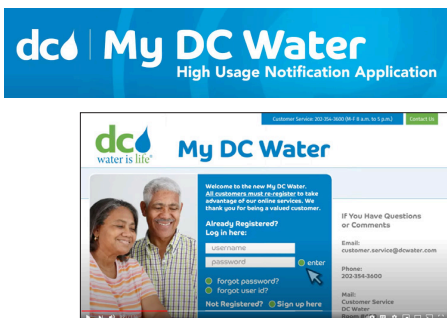 dc My DC Water
High Usage Notification Application
Customer Service: 202-354-3600 (M-F 8 a.m. to 5 p.m.)
Contact Us
dc
water is life®
My DC Water
Welcome to the new My DC Water.
All customers must re-register to take
advantage of our online services. We
thank you for being a valued customer.
Already Registered?
Log in here:
username
password
enter
forgot password?
forgot user id?
Not Registered?
Sign up here
If You Have Questions
or Comments
Email:
customer.service@dcwater.com
Phone:
202-354-3600
Mail:
Customer Service
DC Water